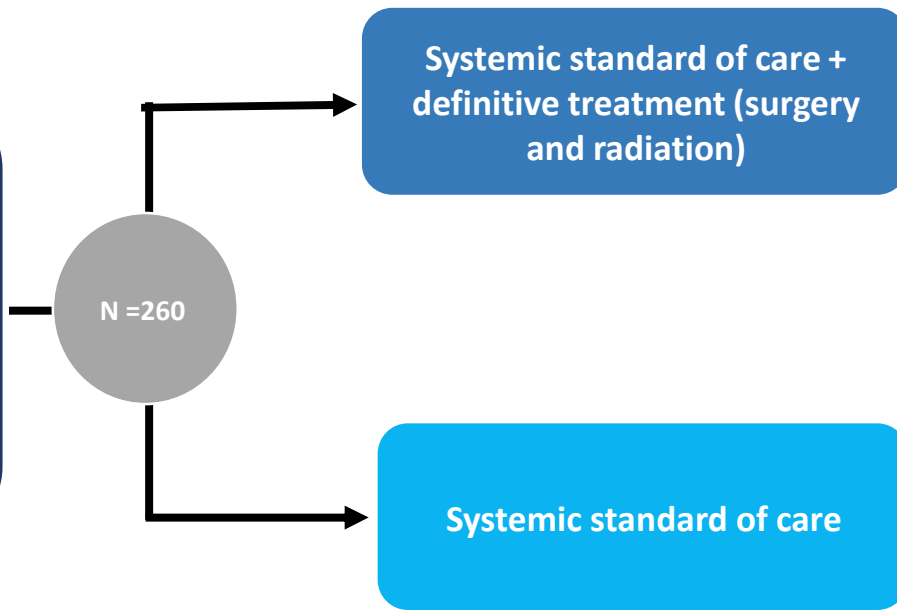 Systemic standard of care +
definitive treatment (surgery
and radiation)
N =260
Systemic standard of care